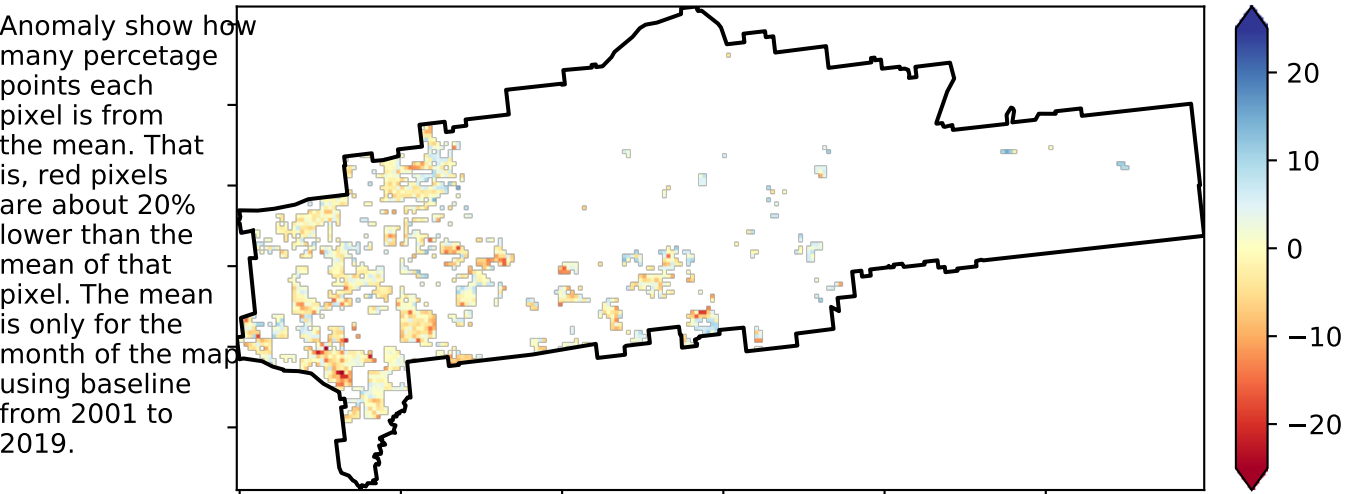 Anomaly show how
many percetage
points each
pixel is from
the mean. That
is, red pixels
are about 20%
lower than the
mean of that
pixel. The mean
is only for the
month of the map
using baseline
from 2001 to
2019.
20
10
0
−10
−20